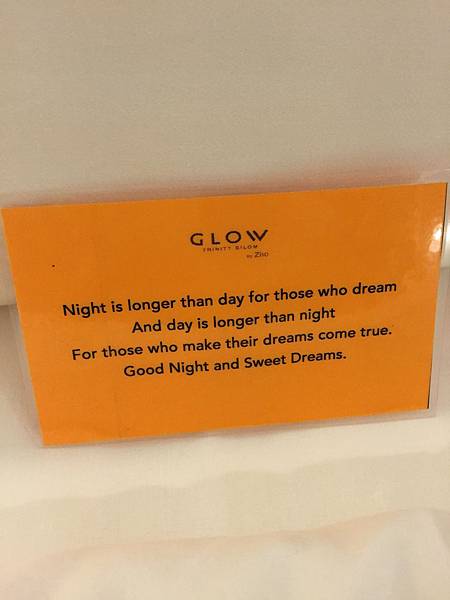 GLOW
TRINITY SILOM
by Zinc
Night is longer than day for those who dream
And day is longer than night
For those who make their dreams come true.
Good Night and Sweet Dreams.